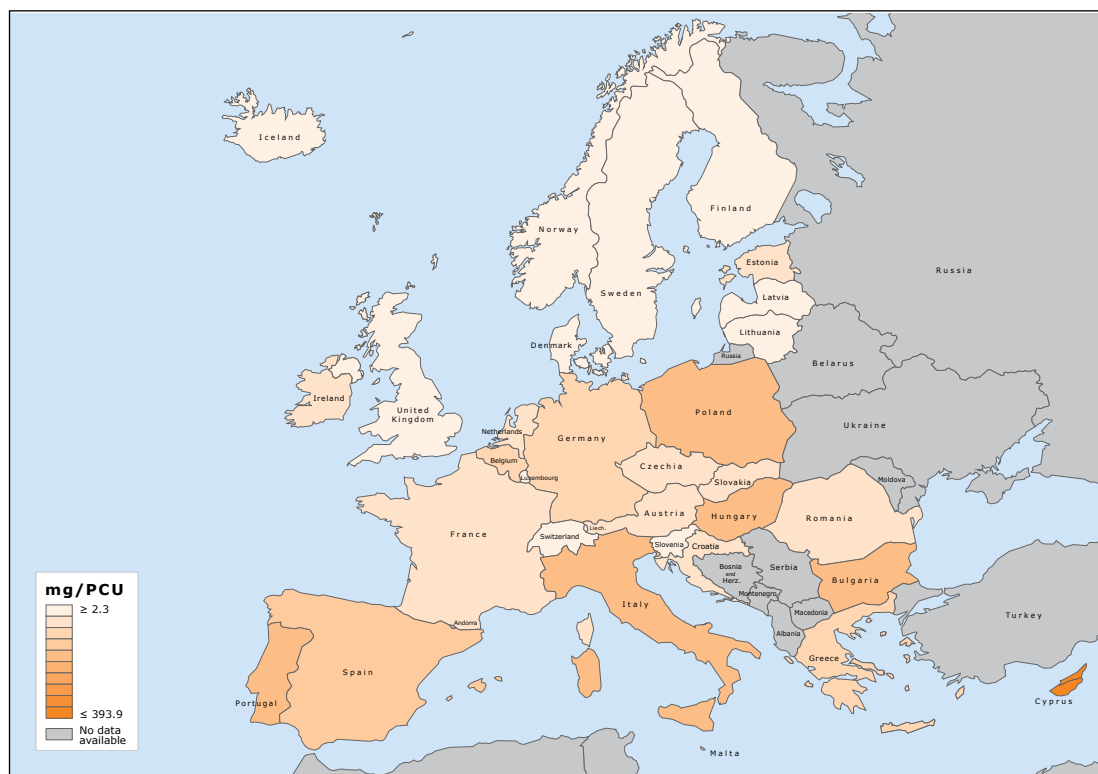 Iceland
Finland
Norway
Sweden
Russia
Estonia
Latvia
Lithuania
Russia
Denmark
Belarus
Ireland
United
Kingdom
Poland
Netherlands
Germany
Ukraine
Belgium
Luxembourg
Czechia
Slovakia
Moldova
France
Austria
Hungary
Romania
Liech.
Switzerland
Slovenia
Croatia
Bosnia
and
Herz.
Serbia
Bulgaria
Montenegro
Italy
Macedonia
Andorra
Albania
Turkey
Spain
Portugal
Greece
Cyprus
Malta
mg/PCU
≥ 2.3
≤ 393.9
No data
available